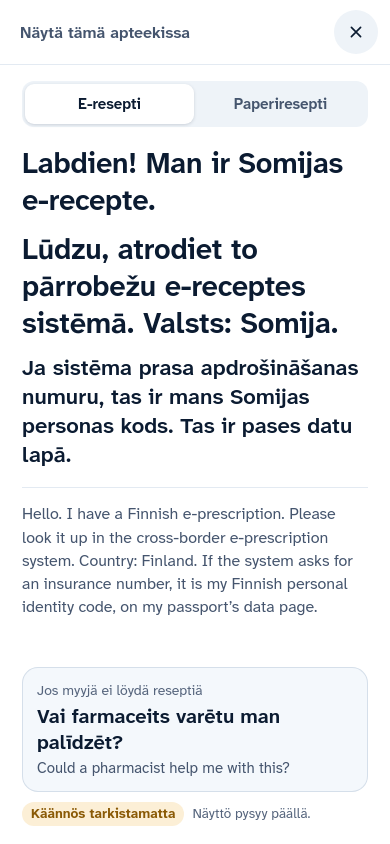 Näytä tämä apteekissa
E-resepti
Paperiresepti
Labdien! Man ir Somijas
e-recepte.
Lūdzu, atrodiet to
pārrobežu e-receptes
sistēmā. Valsts: Somija.
Ja sistēma prasa apdrošināšanas
numuru, tas ir mans Somijas
personas kods. Tas ir pases datu
lapā.
Hello. I have a Finnish e-prescription. Please
look it up in the cross-border e-prescription
system. Country: Finland. If the system asks for
an insurance number, it is my Finnish personal
identity code, on my passport’s data page.
Jos myyjä ei löydä reseptiä
Vai farmaceits varētu man
palīdzēt?
Could a pharmacist help me with this?
Käännös tarkistamatta
Näyttö pysyy päällä.